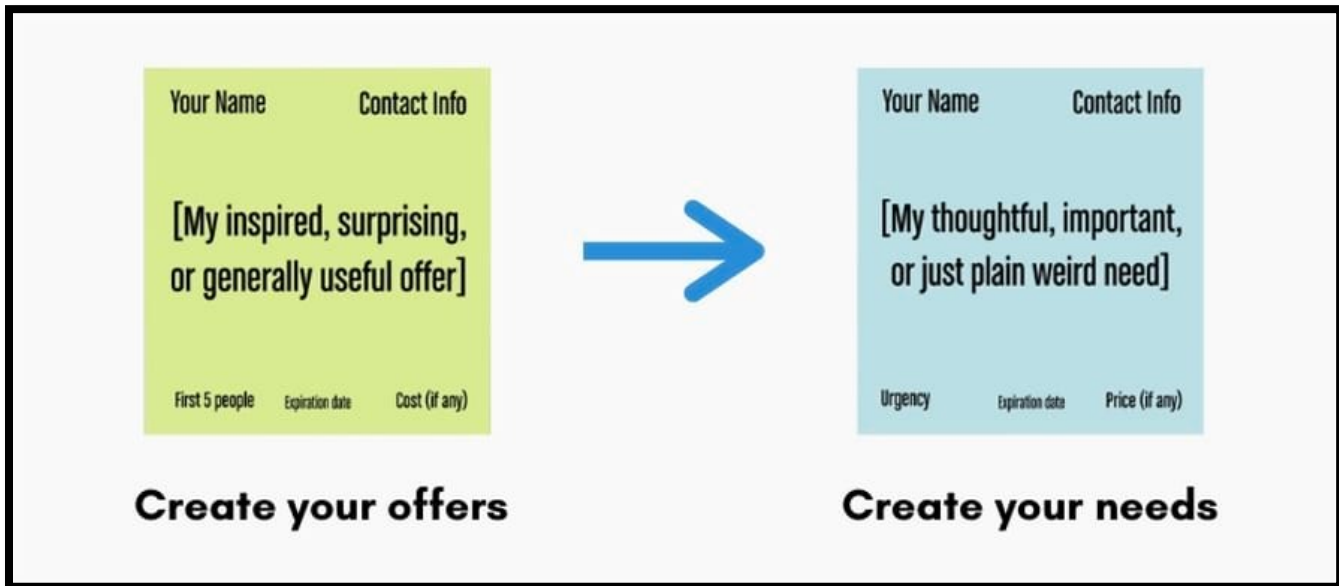 Your Name Contact Info
[My inspired, surprising,
or generally useful offer]
First 5 people Expiration date Cost (if any)
Create your offers
Your Name Contact Info
[My thoughtful, important,
or just plain weird need]
Urgency Expiration date Price (if any)
Create your needs